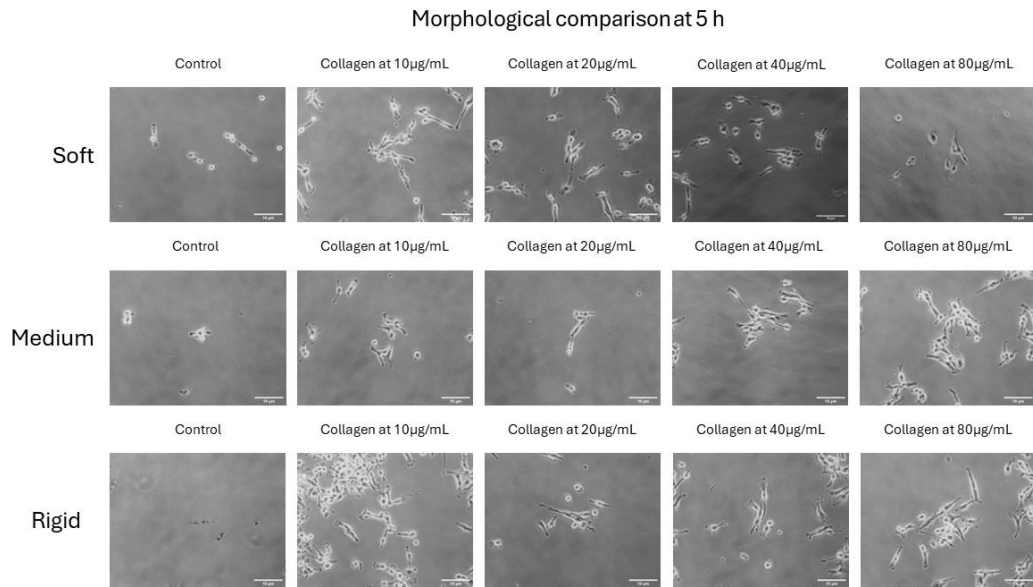 Morphological comparison at 5 h
Control
Collagen at 10µg/mL
Collagen at 20µg/mL
Collagen at 40µg/mL
Collagen at 80µg/mL
Soft
Control
Collagen at 10µg/mL
Collagen at 20µg/mL
Collagen at 40µg/mL
Collagen at 80µg/mL
Medium
Control
Collagen at 10µg/mL
Collagen at 20µg/mL
Collagen at 40µg/mL
Collagen at 80µg/mL
Rigid